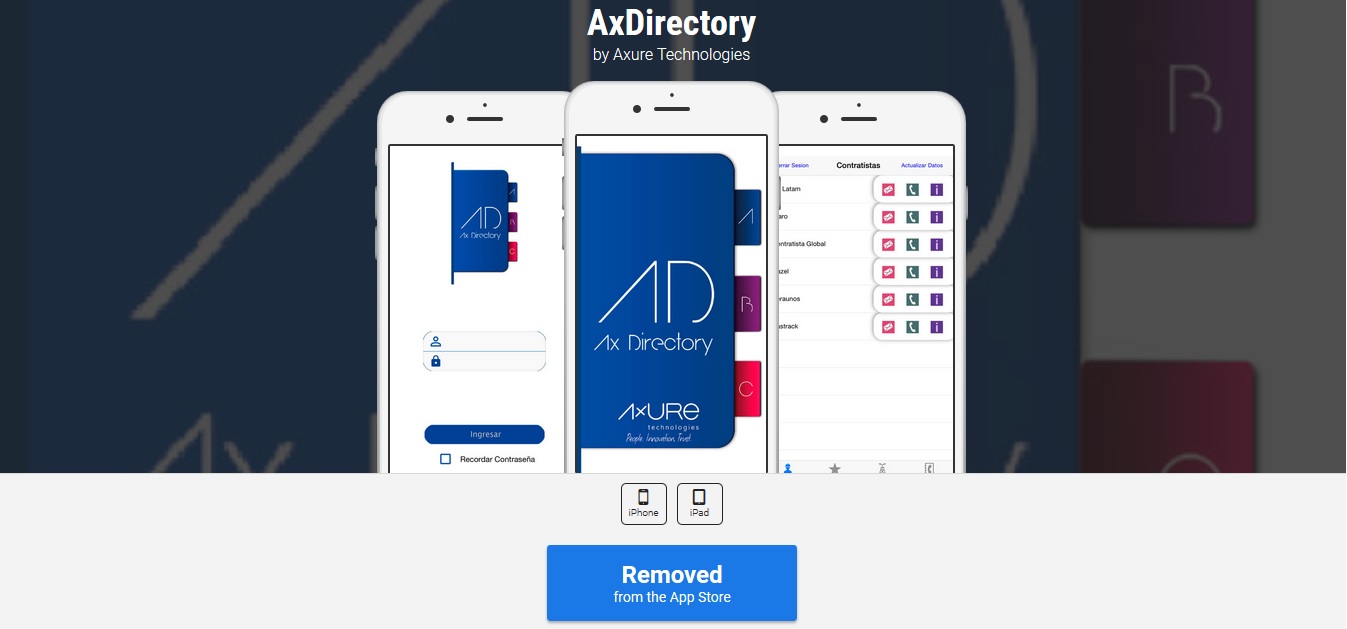 AxDirectory
by Axure Technologies
AD
Ax Directory
A
B
C
Ingresar
Recordar Contraseña
AD
Ax Directory
AxURE
technologies
People. Innovation. Trust
A
B
C
Contratistas
Actualizar Datos
Latam
Global
B
Ax
iPhone
iPad
Removed
from the App Store